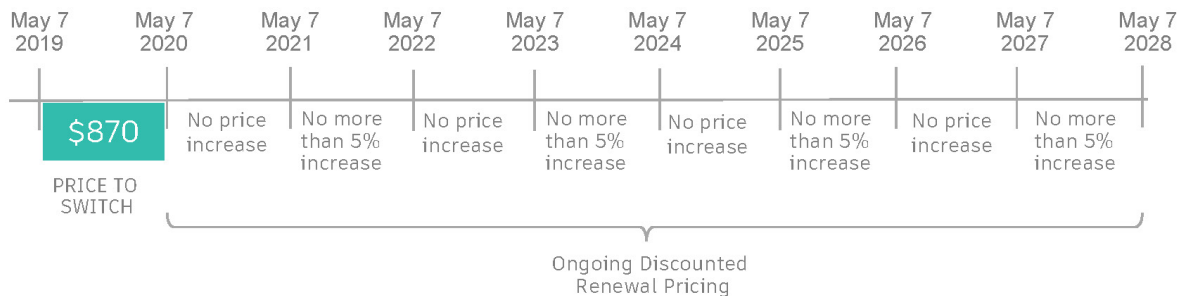 May 7 May 7 May 7 May 7 May 7 May 7 May 7 May 7 May 7 May 7
2019 2020 2021 2022 2023 2024 2025 2026 2027 2028
$870
No price
increase
No more
than 5%
increase
No price
increase
No more
than 5%
increase
No price
increase
No more
than 5%
increase
No price
increase
No more
than 5%
increase
PRICE TO
SWITCH
Ongoing Discounted
Renewal Pricing